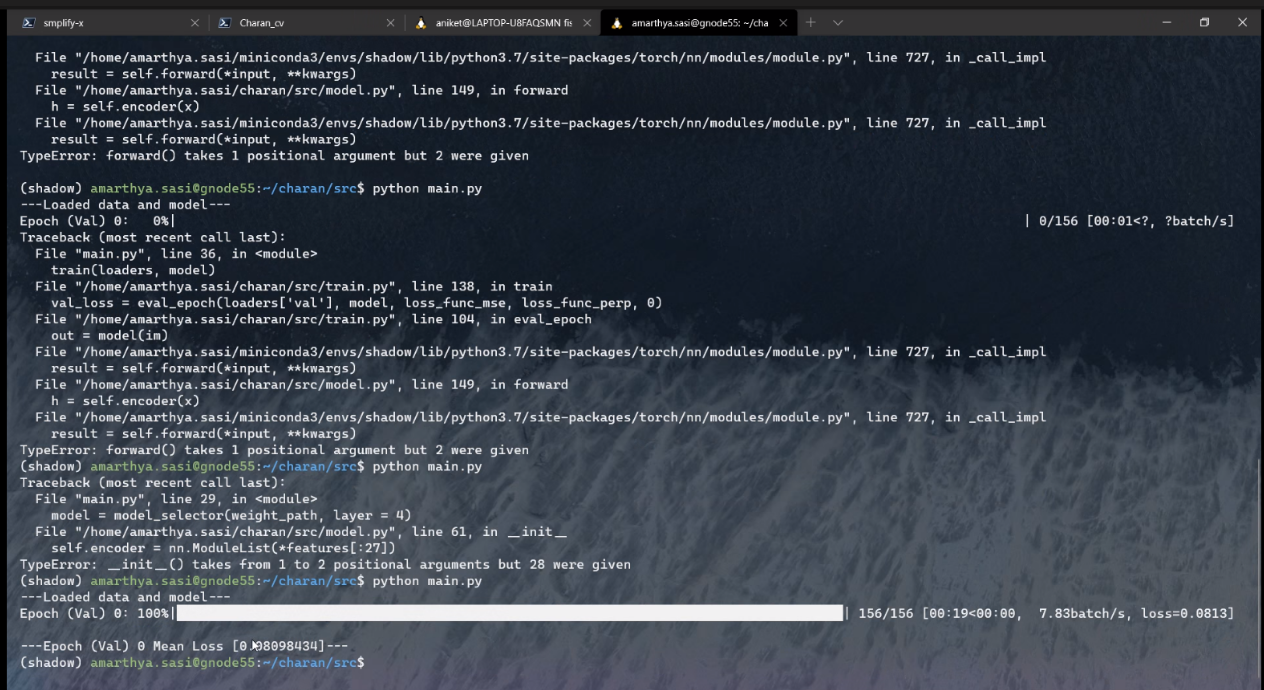 smplify-x
Charan_cv
aniket@LAPTOP-U8FAQSMN fis
amarthya.sasi@gnode55: ~/cha
File "/home/amarthya.sasi/miniconda3/envs/shadow/lib/python3.7/site-packages/torch/nn/modules/module.py", line 727, in _call_impl
result = self.forward(*input, **kwargs)
File "/home/amarthya.sasi/charan/src/model.py", line 149, in forward
h = self.encoder(x)
File "/home/amarthya.sasi/miniconda3/envs/shadow/lib/python3.7/site-packages/torch/nn/modules/module.py", line 727, in _call_impl
result = self.forward(*input, **kwargs)
TypeError: forward() takes 1 positional argument but 2 were given
(shadow) amarthya.sasi@gnode55:~/charan/src$ python main.py
---Loaded data and model---
Epoch (Val) 0:   0%|          | 0/156 [00:01<?, ?batch/s]
Traceback (most recent call last):
File "main.py", line 36, in <module>
train(loaders, model)
File "/home/amarthya.sasi/charan/src/train.py", line 138, in train
val_loss = eval_epoch(loaders['val'], model, loss_func_mse, loss_func_perp, 0)
File "/home/amarthya.sasi/charan/src/train.py", line 104, in eval_epoch
out = model(im)
File "/home/amarthya.sasi/miniconda3/envs/shadow/lib/python3.7/site-packages/torch/nn/modules/module.py", line 727, in _call_impl
result = self.forward(*input, **kwargs)
File "/home/amarthya.sasi/charan/src/model.py", line 149, in forward
h = self.encoder(x)
File "/home/amarthya.sasi/miniconda3/envs/shadow/lib/python3.7/site-packages/torch/nn/modules/module.py", line 727, in _call_impl
result = self.forward(*input, **kwargs)
TypeError: forward() takes 1 positional argument but 2 were given
(shadow) amarthya.sasi@gnode55:~/charan/src$ python main.py
Traceback (most recent call last):
File "main.py", line 29, in <module>
model = model_selector(weight_path, layer = 4)
File "/home/amarthya.sasi/charan/src/model.py", line 61, in __init__
self.encoder = nn.ModuleList(*features[:27])
TypeError: __init__() takes from 1 to 2 positional arguments but 28 were given
(shadow) amarthya.sasi@gnode55:~/charan/src$ python main.py
---Loaded data and model---
Epoch (Val) 0: 100%|          | 156/156 [00:19<00:00,  7.83batch/s, loss=0.0813]
---Epoch (Val) 0 Mean Loss [0.08098434]---
(shadow) amarthya.sasi@gnode55:~/charan/src$